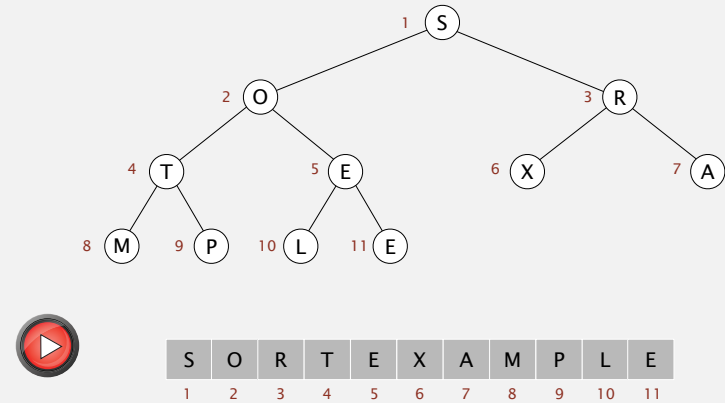 1 S
2 O 3 R
4 T 5 E 6 X 7 A
8 M 9 P 10 L 11 E
S O R T E X A M P L E
1 2 3 4 5 6 7 8 9 10 11